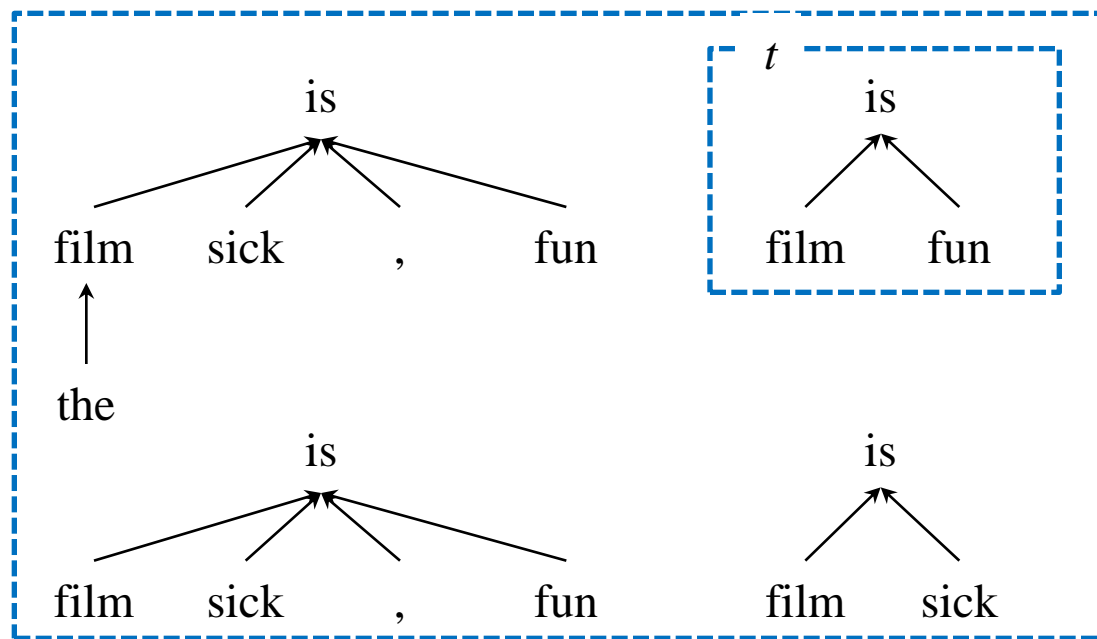 t
is is
film sick , fun film fun
the
is is
film sick , fun film sick